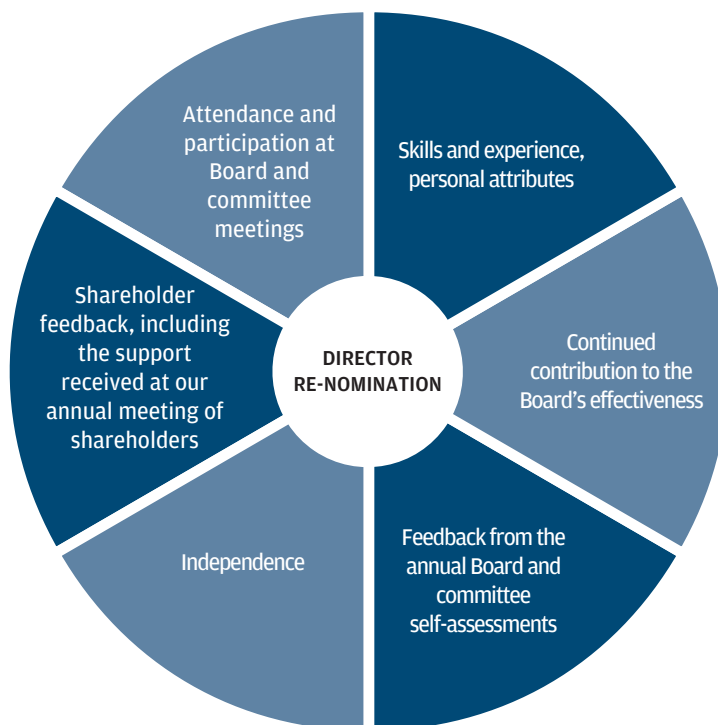 Attendance and
participation at
Board and
committee
meetings
Skills and experience,
personal attributes
Shareholder
feedback, including
the support
received at our
annual meeting of
shareholders
DIRECTOR
RE-NOMINATION
Continued
contribution to the
Board’s effectiveness
Independence
Feedback from the
annual Board and
committee
self-assessments